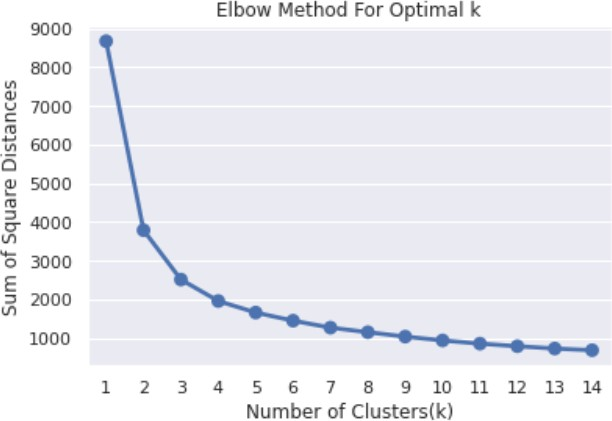 Elbow Method For Optimal k
9000
8000
7000
6000
5000
4000
3000
2000
1000
Sum of Square Distances
1 2 3 4 5 6 7 8 9 10 11 12 13 14
Number of Clusters(k)